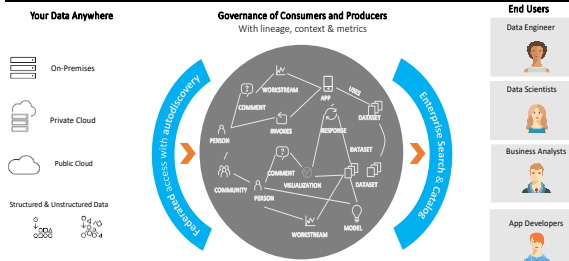 Your Data Anywhere
Governance of Consumers and Producers
With lineage, context & metrics
End Users
On-Premises
Private Cloud
Public Cloud
Structured & Unstructured Data
Federated access with autodiscovery
WORKSTREAM
COMMENT
APP
USES
DATASET
INVOKES
RESPONSE
PERSON
DATASET
COMMENT
COMMUNITY
PERSON
VISUALIZATION
DATASET
MODEL
WORKSTREAM
Enterprise Search & Catalog
Data Engineer
Data Scientists
Business Analysts
App Developers